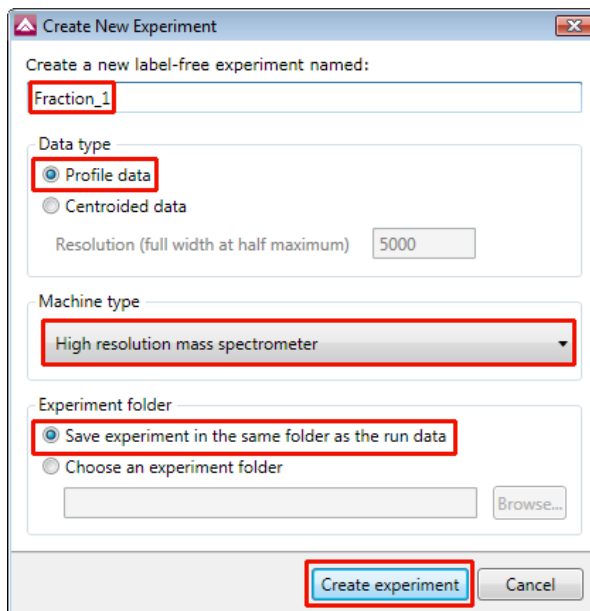 Create New Experiment
Create a new label-free experiment named:
Fraction_1
Data type
Profile data
Centroided data
Resolution (full width at half maximum) 5000
Machine type
High resolution mass spectrometer
Experiment folder
Save experiment in the same folder as the run data
Choose an experiment folder
Browse...
Create experiment Cancel